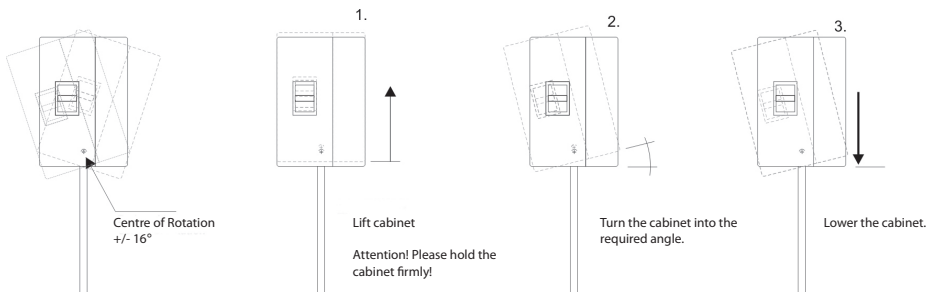 1.
2.
3.
Centre of Rotation
+/- 16°
Lift cabinet
Attention! Please hold the
cabinet firmly!
Turn the cabinet into the
required angle.
Lower the cabinet.